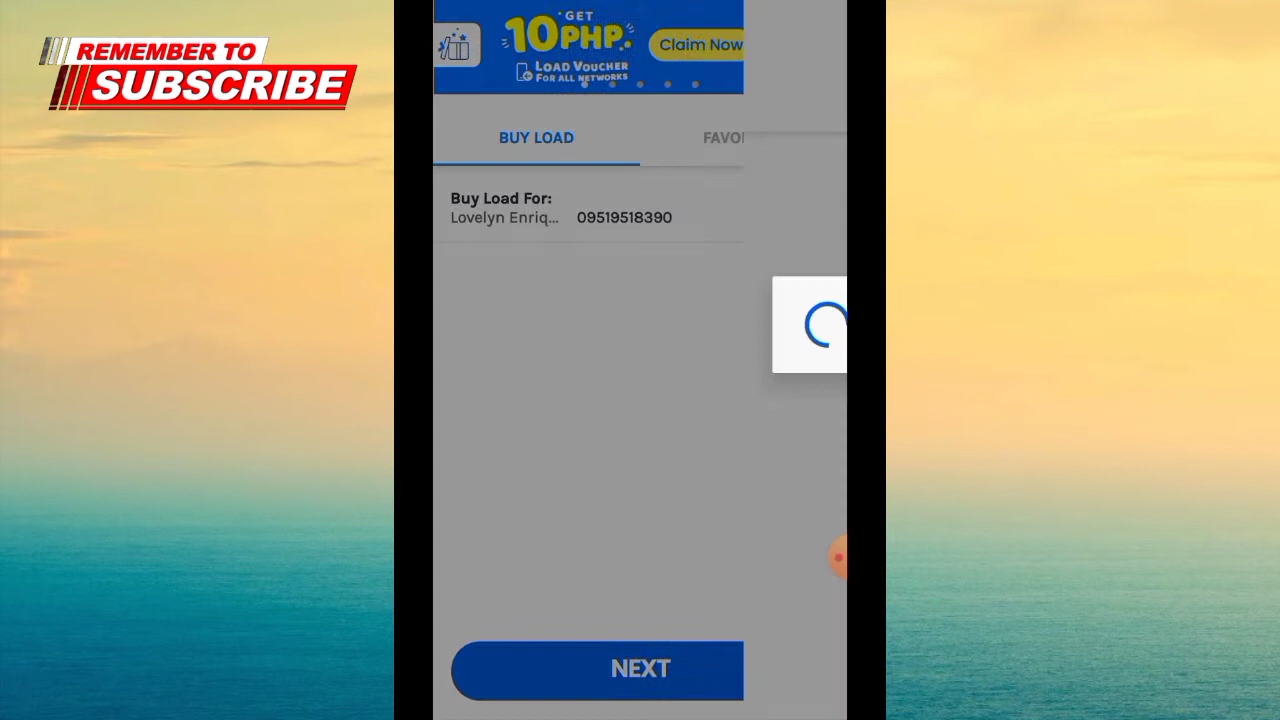 REMEMBER TO
SUBSCRIBE
GET
10PHP
Claim Now
LOAD VOUCHER
FOR ALL NETWORKS
BUY LOAD
FAVO
Buy Load For:
Lovelyn Enriq... 09519518390
NEXT